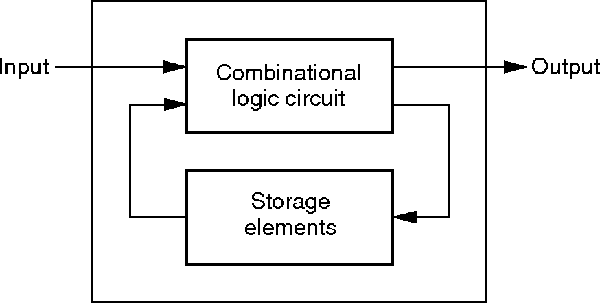 Input
Combinational
logic circuit
Output
Storage
elements